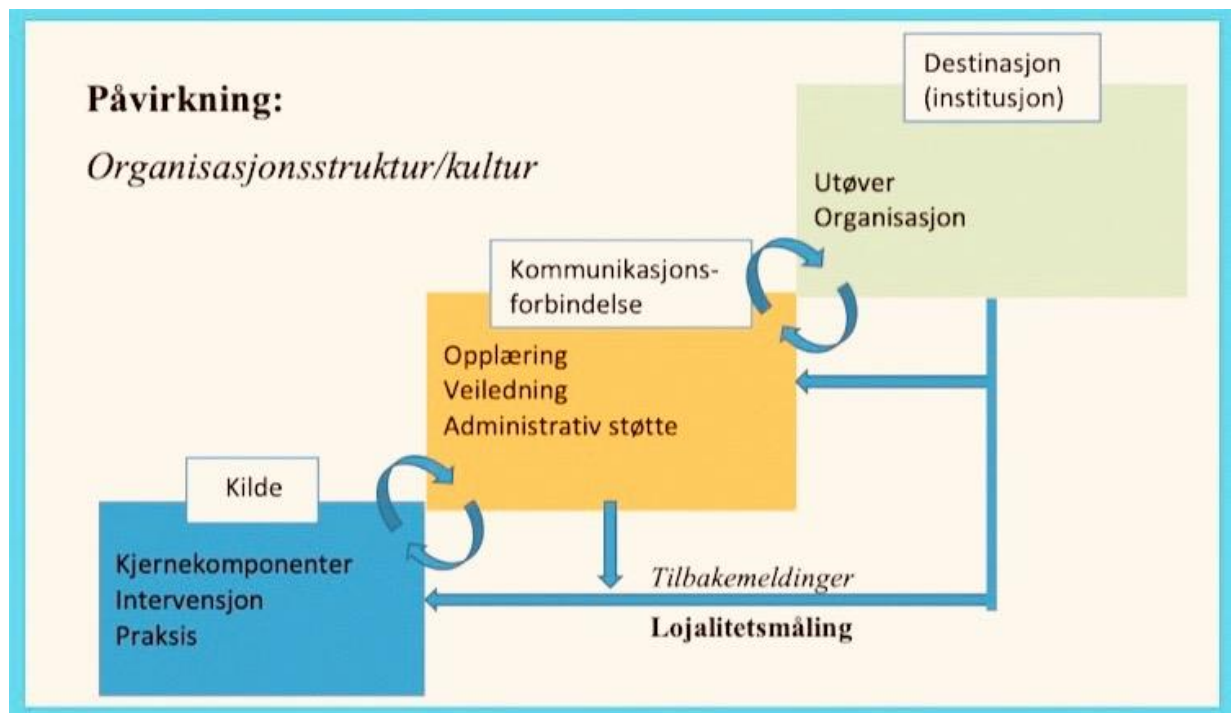 Påvirkning:
Organisasjonsstruktur/kultur
Destinasjon
(institusjon)
Utøver
Organisasjon
Kommunikasjons-
forbindelse
Opplæring
Veiledning
Administrativ støtte
Kilde
Kjernekomponenter
Intervensjon
Praksis
Tilbakemeldinger
Lojalitetsmåling